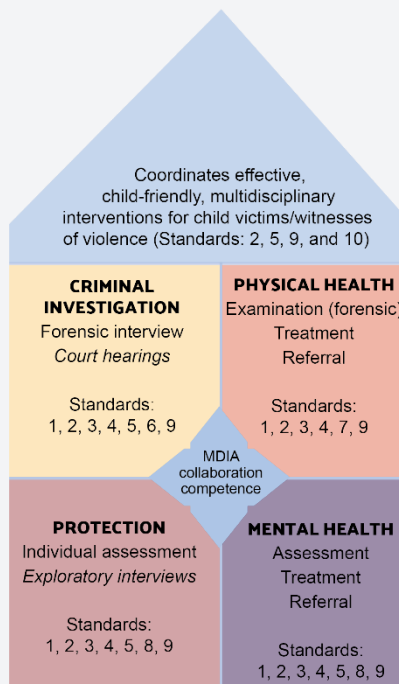 Coordinates effective,
child-friendly, multidisciplinary
interventions for child victims/witnesses
of violence (Standards: 2, 5, 9, and 10)
CRIMINAL
INVESTIGATION
Forensic interview
Court hearings
Standards:
1, 2, 3, 4, 5, 6, 9
PHYSICAL HEALTH
Examination (forensic)
Treatment
Referral
Standards:
1, 2, 3, 4, 7, 9
MDIA
collaboration
competence
PROTECTION
Individual assessment
Exploratory interviews
Standards:
1, 2, 3, 4, 5, 8, 9
MENTAL HEALTH
Assessment
Treatment
Referral
Standards:
1, 2, 3, 4, 5, 8, 9